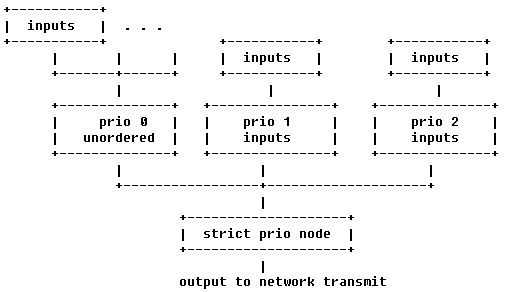 inputs . . .
inputs inputs
prio 0 prio 1 prio 2
unordered inputs inputs
strict prio node
output to network transmit